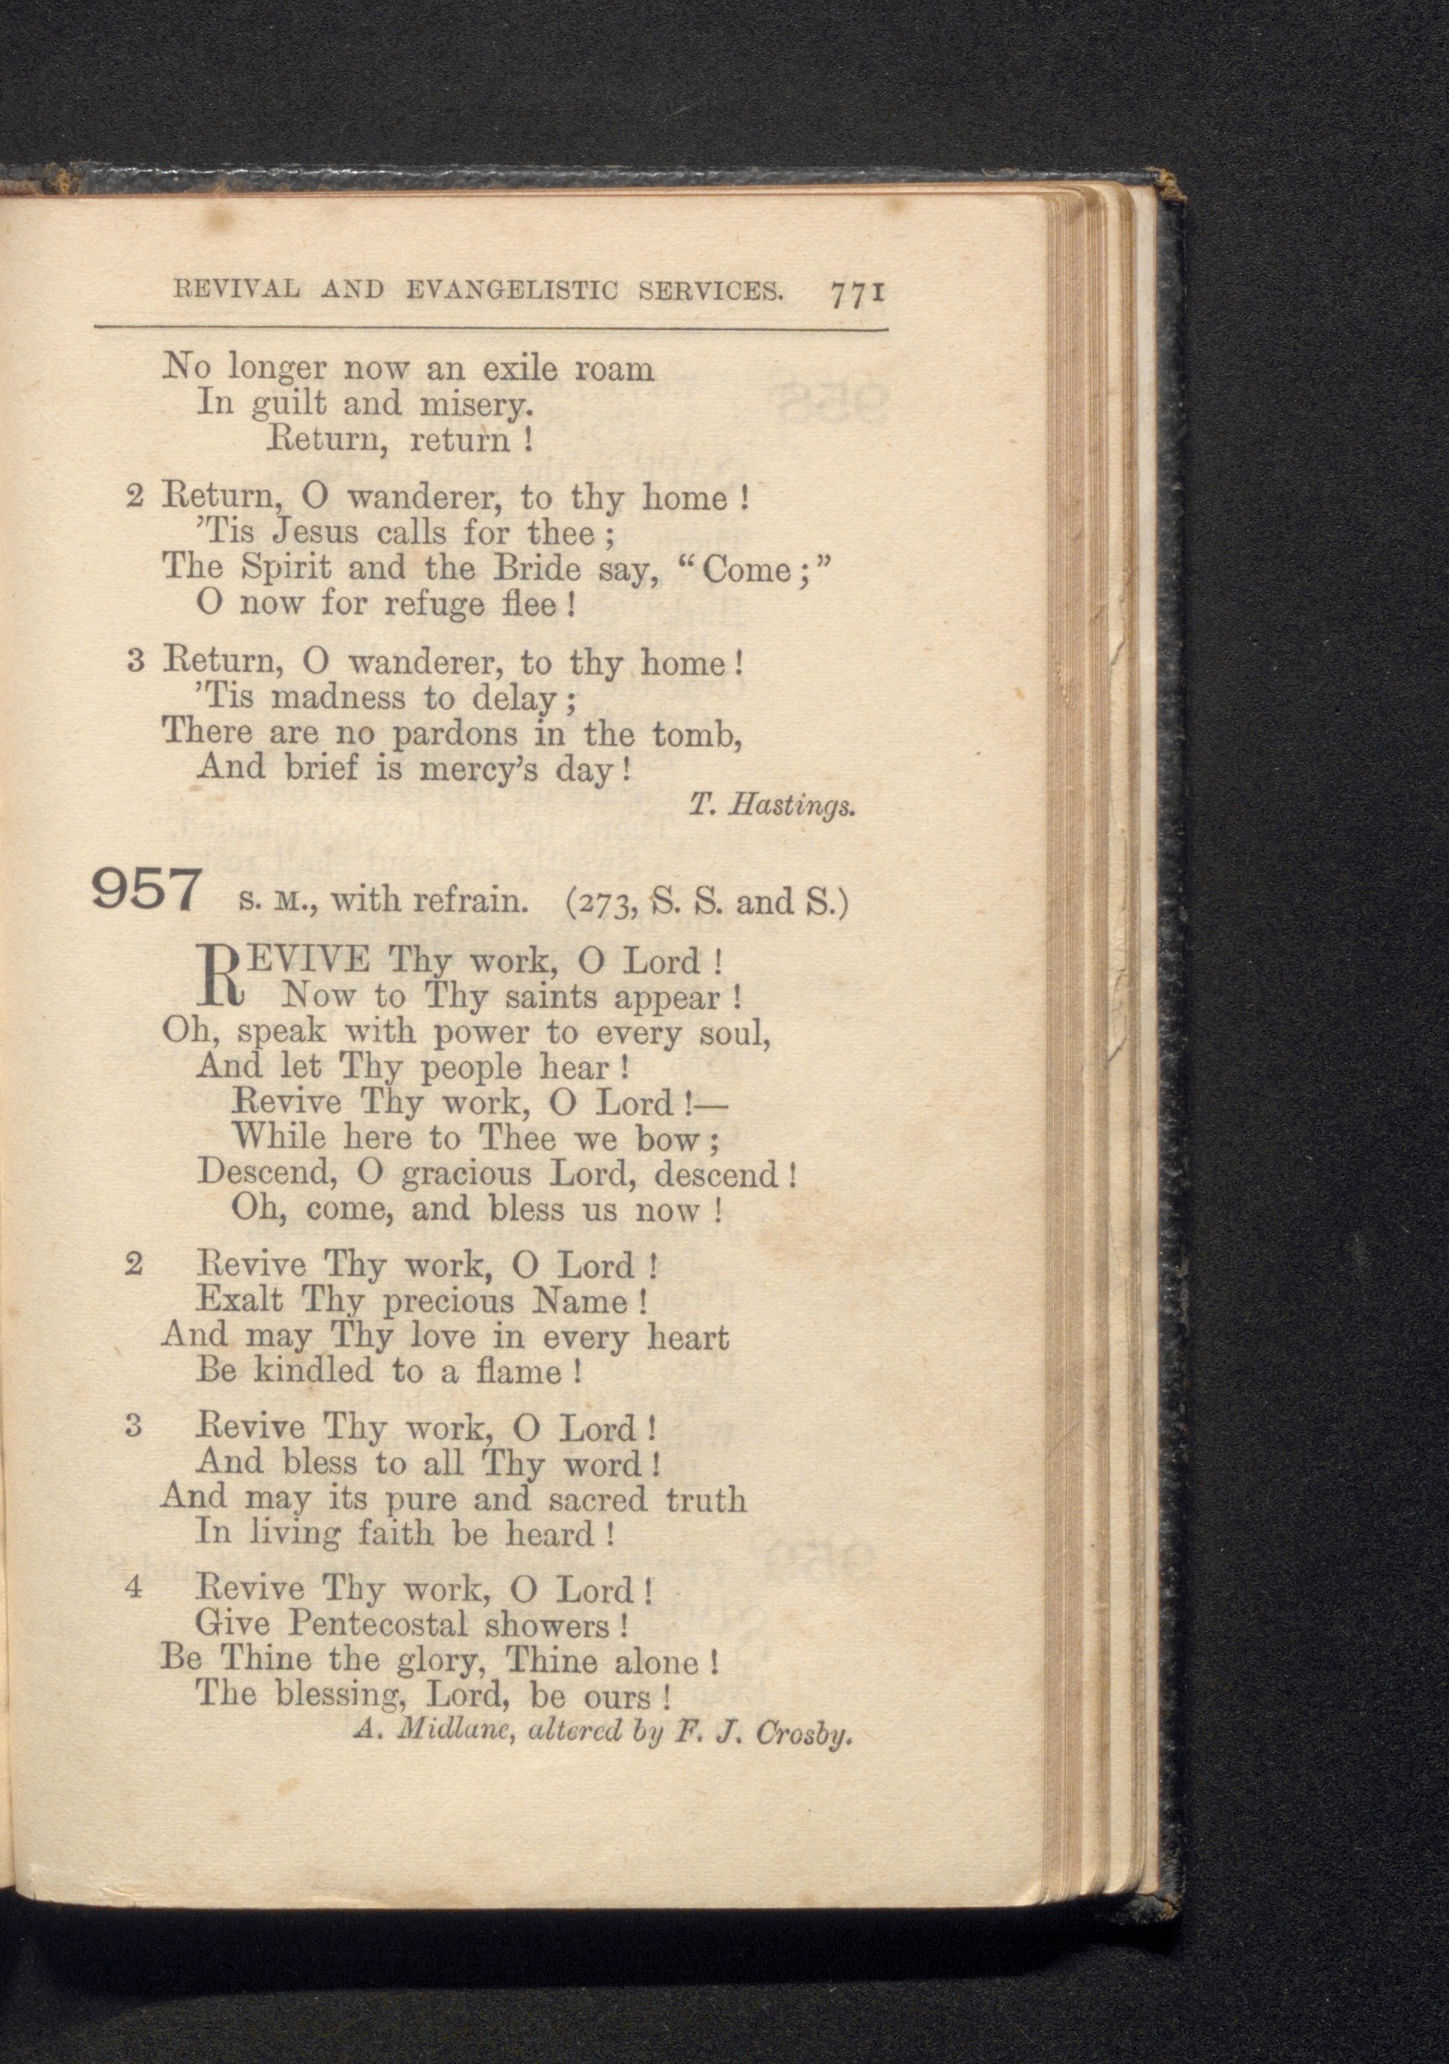 REVIVAL AND EVANGELISTIC SERVICES. 771
No longer now an exile roam
In guilt and misery.
Return, return !
2 Return, O wanderer, to thy home !
’Tis Jesus calls for thee ;
The Spirit and the Bride say, “Come ;”
O now for refuge flee !
3 Return, O wanderer, to thy home !
’Tis madness to delay ;
There are no pardons in the tomb,
And brief is mercy’s day !
T. Hastings.
957 S. M., with refrain. (273, S. S. and S.)
REVIVE Thy work, O Lord !
Now to Thy saints appear !
Oh, speak with power to every soul,
And let Thy people hear !
Revive Thy work, O Lord !—
While here to Thee we bow ;
Descend, O gracious Lord, descend !
Oh, come, and bless us now !
2 Revive Thy work, O Lord !
Exalt Thy precious Name !
And may Thy love in every heart
Be kindled to a flame !
3 Revive Thy work, O Lord !
And bless to all Thy word !
And may its pure and sacred truth
In living faith be heard !
4 Revive Thy work, O Lord !
Give Pentecostal showers !
Be Thine the glory, Thine alone !
The blessing, Lord, be ours !
A. Midlane, altered by F. J. Crosby.